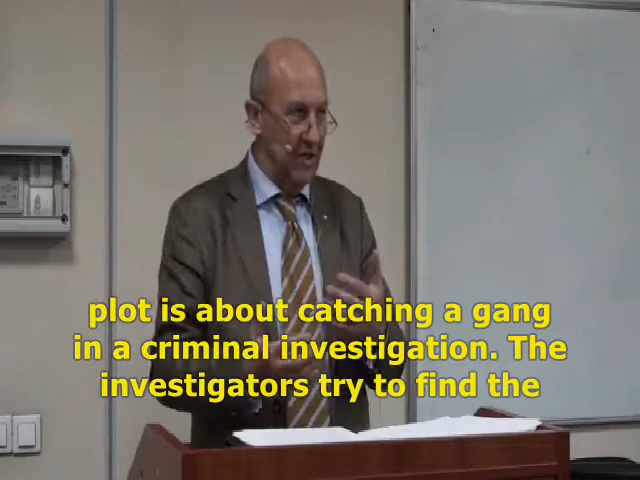 plot is about catching a gang
in a criminal investigation. The
investigators try to find the